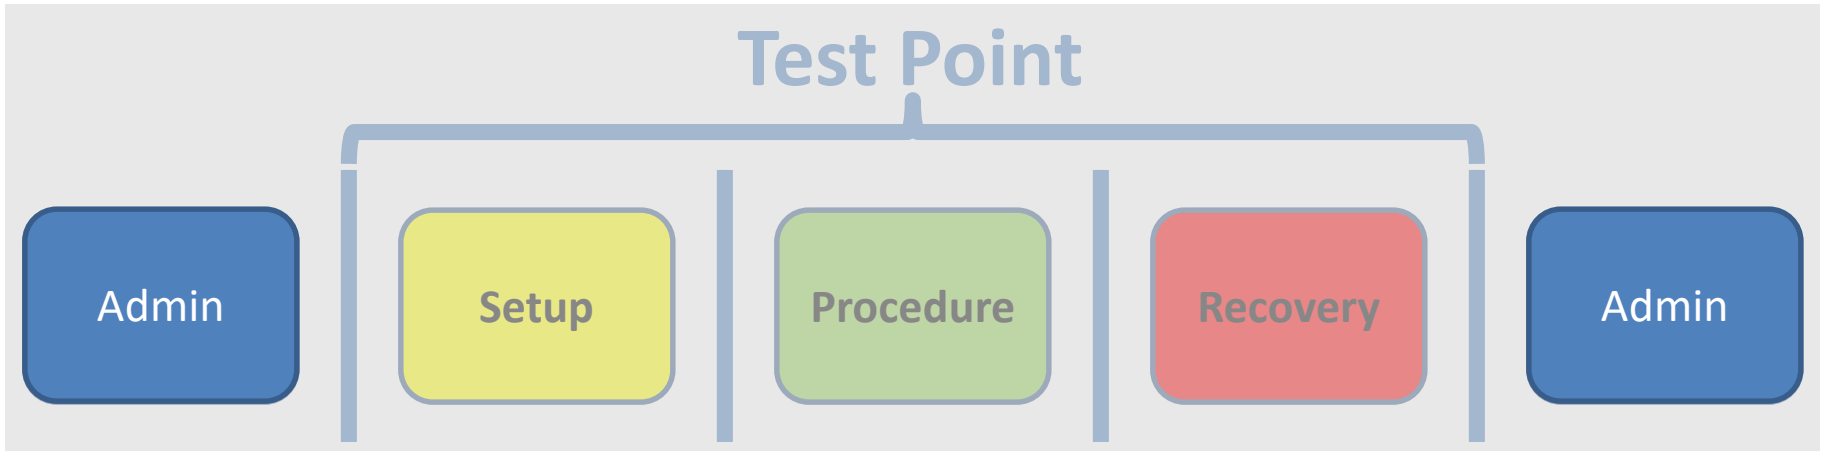 Test Point
Admin
Setup
Procedure
Recovery
Admin